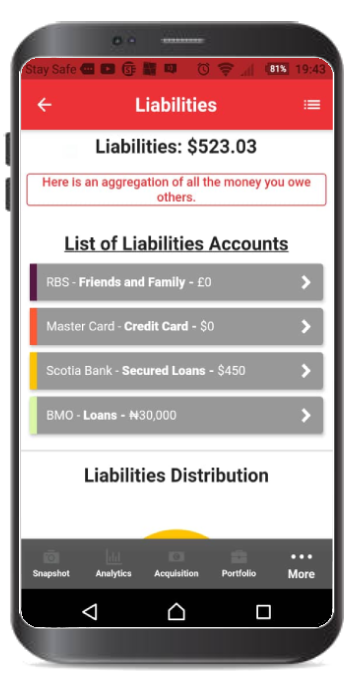 Stay Safe 81% 19:43
Liabilities
Liabilities: $523.03
Here is an aggregation of all the money you owe
others.
List of Liabilities Accounts
RBS - Friends and Family - £0
Master Card - Credit Card - $0
Scotia Bank - Secured Loans - $450
BMO - Loans - ₦30,000
Liabilities Distribution
Snapshot Analytics Acquisition Portfolio More